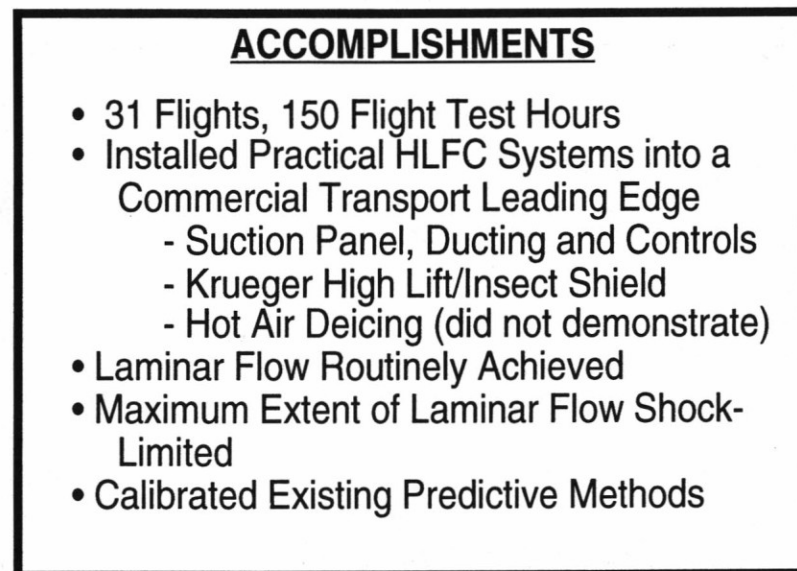 ACCOMPLISHMENTS
• 31 Flights, 150 Flight Test Hours
• Installed Practical HLFC Systems into a
Commercial Transport Leading Edge
- Suction Panel, Ducting and Controls
- Krueger High Lift/Insect Shield
- Hot Air Deicing (did not demonstrate)
• Laminar Flow Routinely Achieved
• Maximum Extent of Laminar Flow Shock-
Limited
• Calibrated Existing Predictive Methods